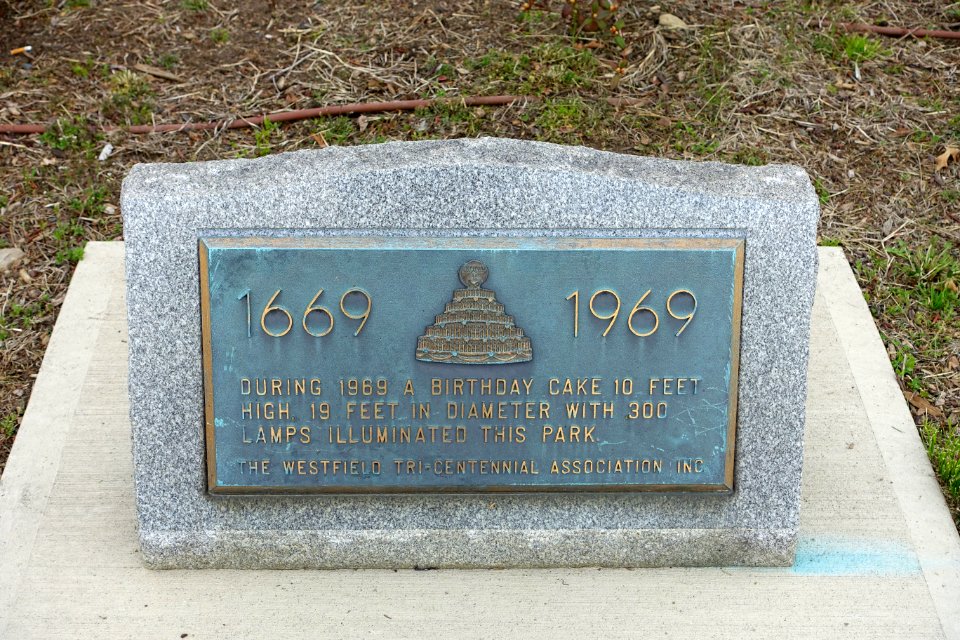 1669 1969
DURING 1969 A BIRTHDAY CAKE 10 FEET
HIGH, 19 FEET IN DIAMETER WITH 300
LAMPS ILLUMINATED THIS PARK.
THE WESTFIELD TRI-CENTENNIAL ASSOCIATION INC.